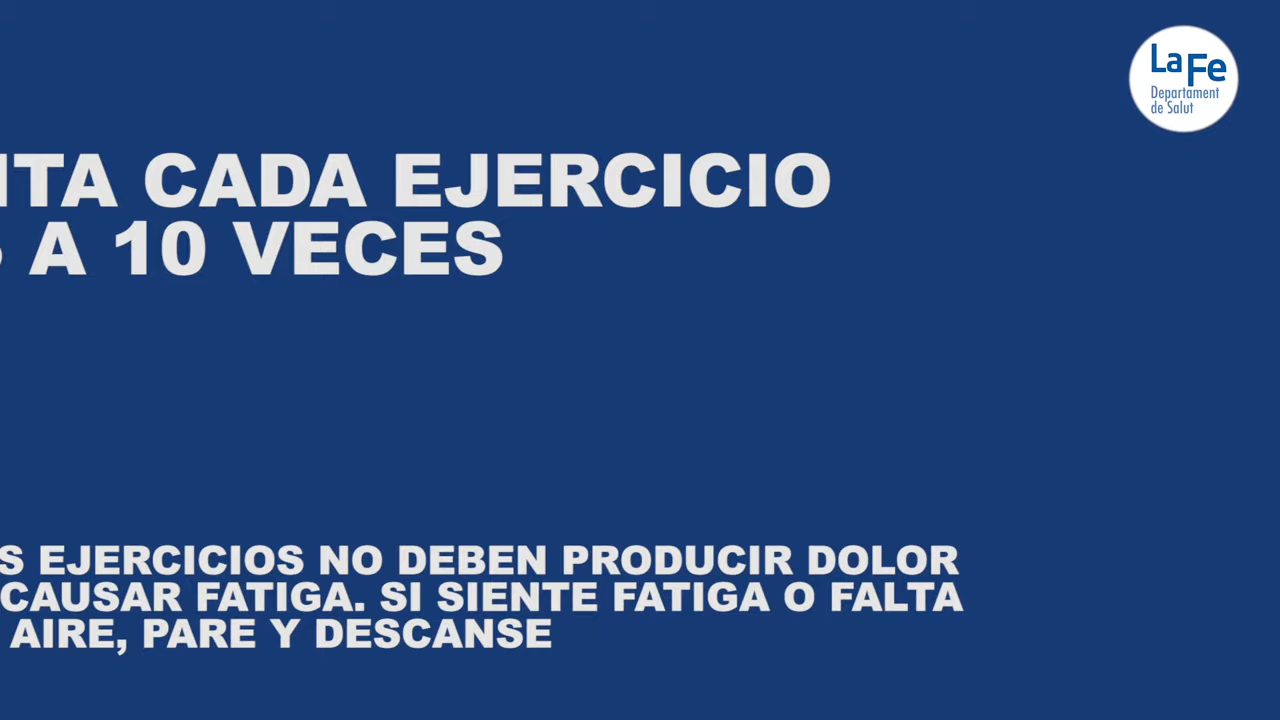 La Fe
Departament
de Salut
CADA EJERCICIO
A 10 VECES
EJERCICIOS NO DEBEN PRODUCIR DOLOR
CAUSAR FATIGA. SI SIENTE FATIGA O FALTA
AIRE, PARE Y DESCANSE